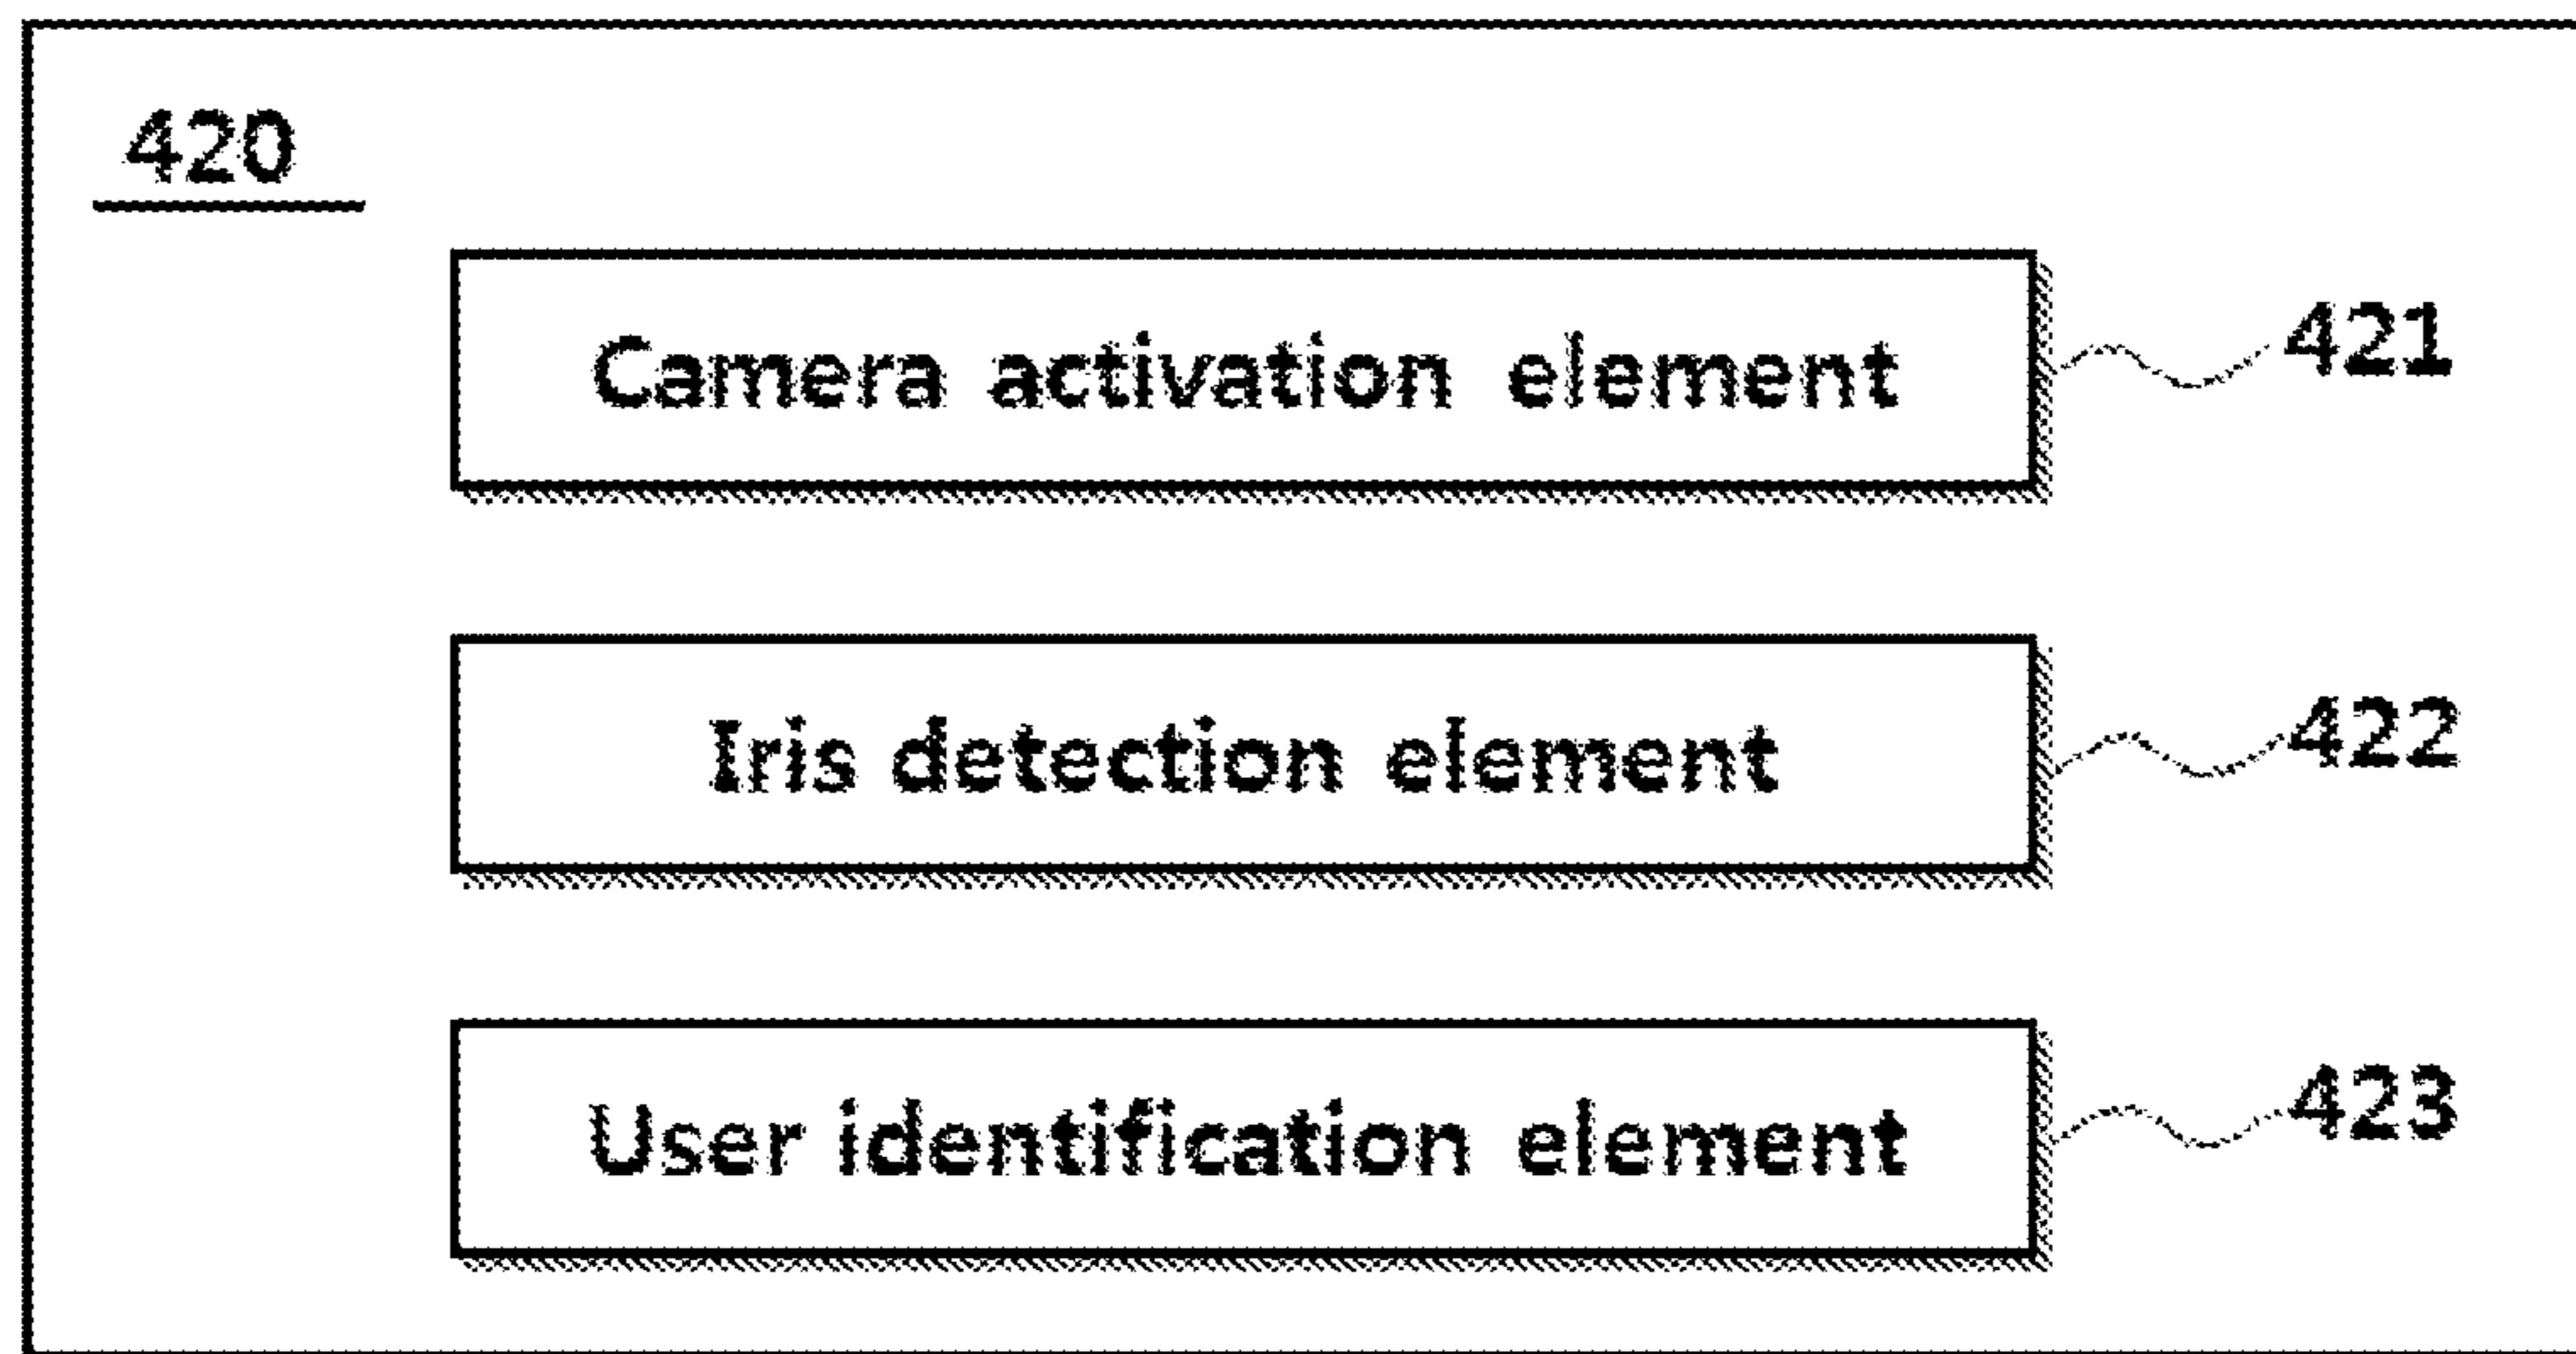 420
Camera activation element 421
Iris detection element 422
User identification element 423